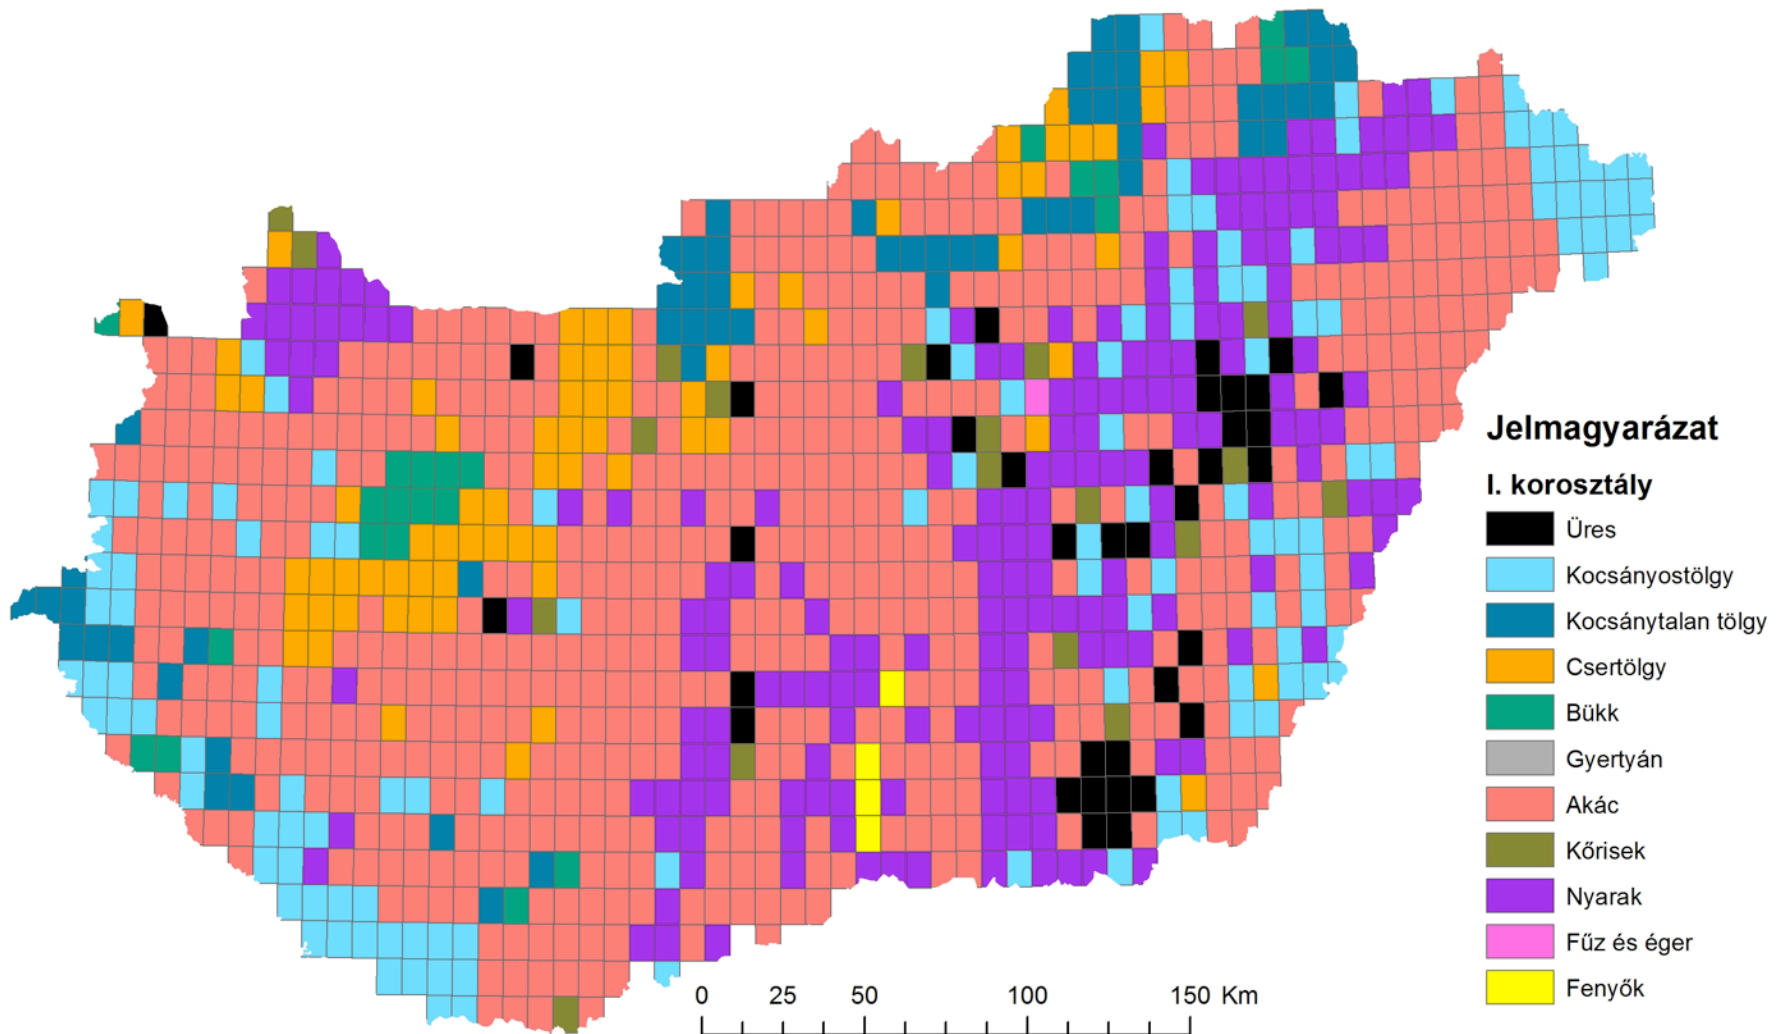 Jelmagyarázat
I. korosztály
Üres
Kocsányostölgy
Kocsánytalan tölgy
Csertölgy
Bükk
Gyertyán
Akác
Kőrisek
Nyarak
Fűz és éger
Fenyők
0 25 50 100 150 Km